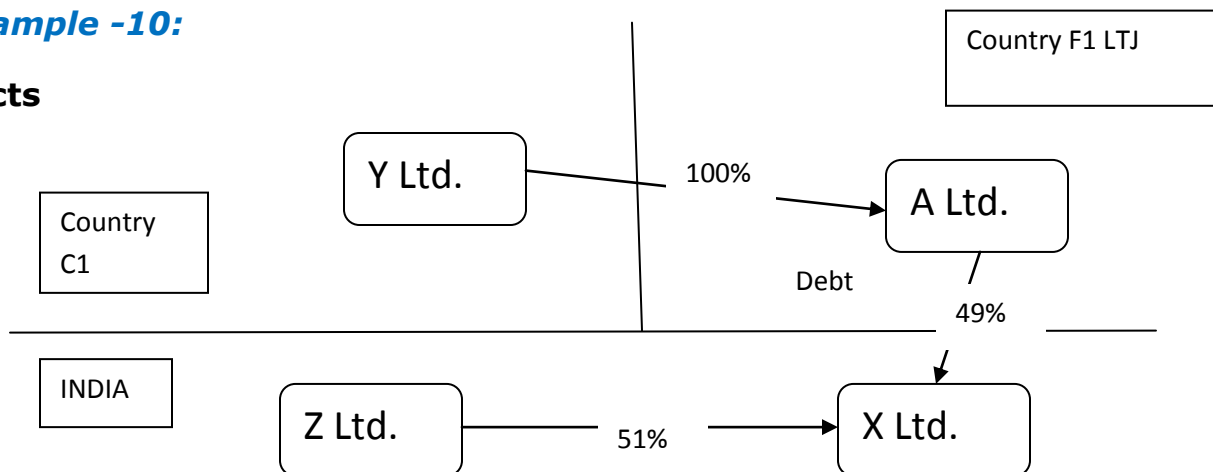 ample -10:
Country F1 LTJ
cts
Y Ltd.
100%
A Ltd.
Country
C1
Debt
49%
INDIA
Z Ltd.
51%
X Ltd.